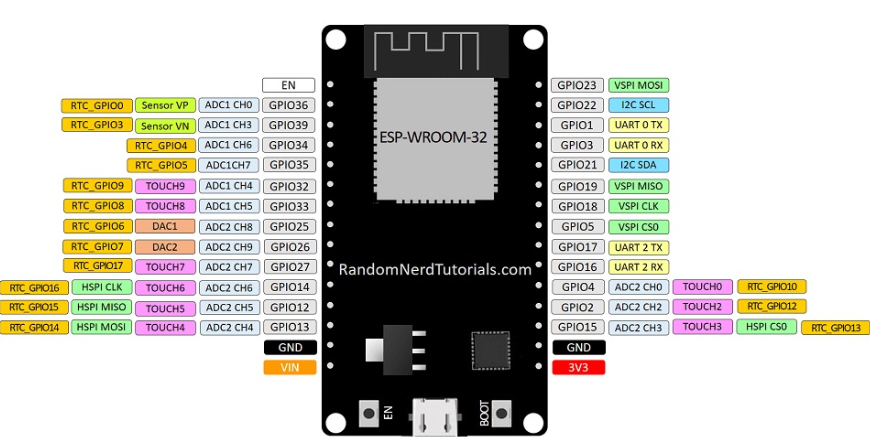 EN GPIO23 VSPI MOSI
RTC_GPIO0 Sensor VP ADC1 CH0 GPIO36 GPIO22 I2C SCL
RTC_GPIO3 Sensor VN ADC1 CH3 GPIO39 GPIO1 UART 0 TX
RTC_GPIO4 ADC1 CH6 GPIO34 ESP-WROOM-32 GPIO3 UART 0 RX
RTC_GPIO5 ADC1CH7 GPIO35 GPIO21 I2C SDA
RTC_GPIO9 TOUCH9 ADC1 CH4 GPIO32 GPIO19 VSPI MISO
RTC_GPIO8 TOUCH8 ADC1 CH5 GPIO33 GPIO18 VSPI CLK
RTC_GPIO6 DAC1 ADC2 CH8 GPIO25 GPIO5 VSPI CS0
RTC_GPIO7 DAC2 ADC2 CH9 GPIO26 GPIO17 UART 2 TX
RTC_GPIO17 TOUCH7 ADC2 CH7 GPIO27 RandomNerdTutorials.com GPIO16 UART 2 RX
RTC_GPIO16 HSPI CLK TOUCH6 ADC2 CH6 GPIO14 GPIO4 ADC2 CH0 TOUCH0 RTC_GPIO10
RTC_GPIO15 HSPI MISO TOUCH5 ADC2 CH5 GPIO12 GPIO2 ADC2 CH2 TOUCH2 RTC_GPIO12
RTC_GPIO14 HSPI MOSI TOUCH4 ADC2 CH4 GPIO13 GPIO15 ADC2 CH3 TOUCH3 HSPI CS0 RTC_GPIO13
GND GND
VIN 3V3
EN BOOT